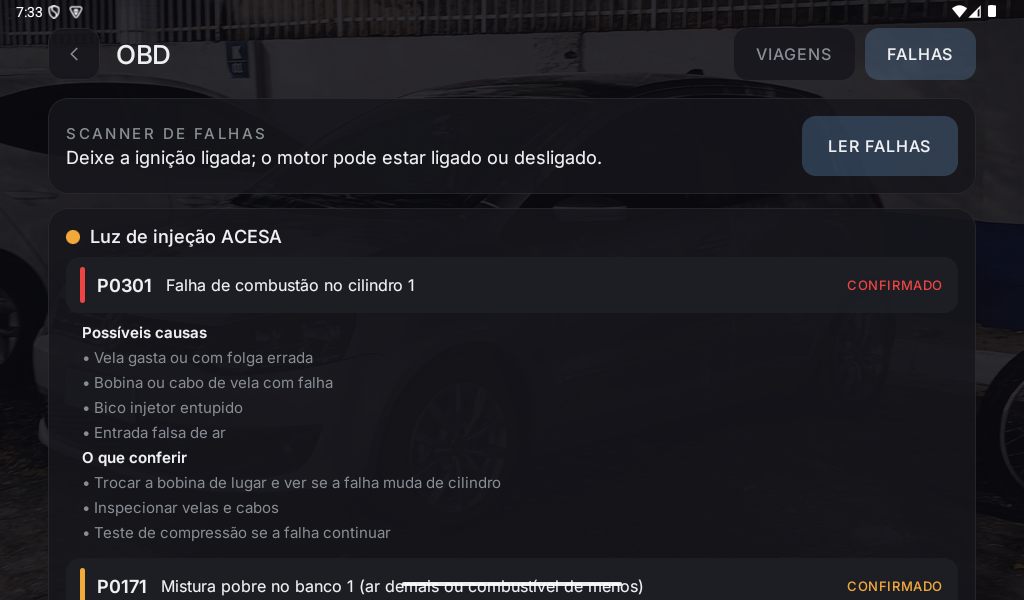 7:33
OBD
VIAGENS
FALHAS
SCANNER DE FALHAS
Deixe a ignição ligada; o motor pode estar ligado ou desligado.
LER FALHAS
Luz de injeção ACESA
P0301 Falha de combustão no cilindro 1
CONFIRMADO
Possíveis causas
• Vela gasta ou com folga errada
• Bobina ou cabo de vela com falha
• Bico injetor entupido
• Entrada falsa de ar
O que conferir
• Trocar a bobina de lugar e ver se a falha muda de cilindro
• Inspecionar velas e cabos
• Teste de compressão se a falha continuar
P0171 Mistura pobre no banco 1 (ar demais ou combustível de menos)
CONFIRMADO